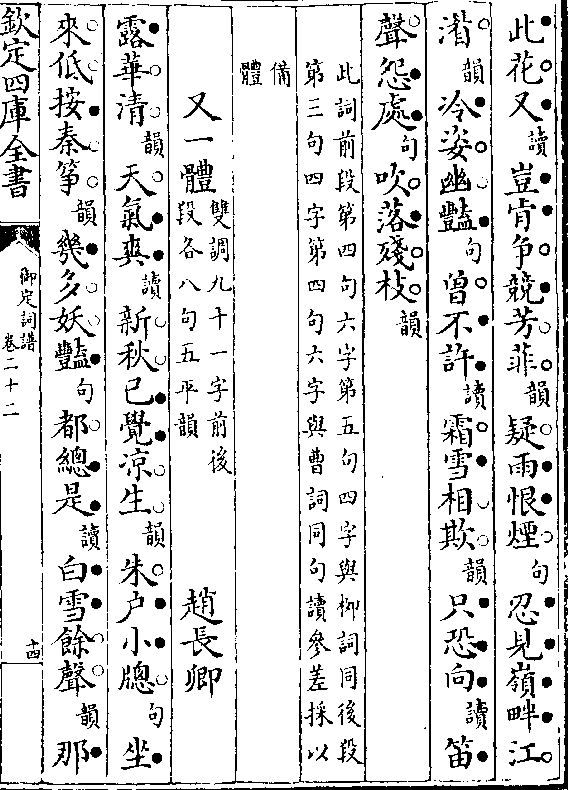 此花又讀豈肯争競芳菲韻疑雨恨煙句忍見嶺畔江
渚韻冷姿幽豔句曾不許讀霜雪相欺韻只恐向讀笛
聲怨處句吹落殘枝韻
此詞前段第四句六字第五句四字與栁詞同後段
第三句四字第四句六字與曹詞同句讀參差採以
備
體
又一體雙調九十一字前後
段各八句五平韻
趙長卿
露華清韻天氣爽讀新秋已覺涼生韻朱户小牕句坐
來低按秦筝韻㡬多妖豔句都總是讀白雪餘聲韻那
欽定四庫全書
御定詞譜
卷二十二
十四